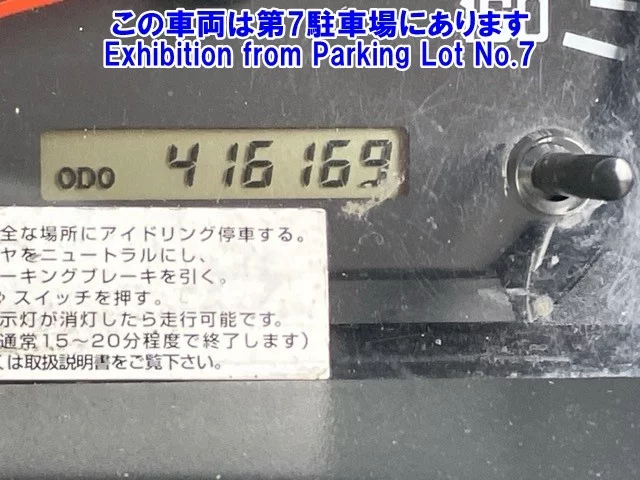 この車両は第7駐車場にあります
Exhibition from Parking Lot No.7
ODO 416169
全な場所にアイドリング停車する。
ヤをニュートラルにし、
ーキングブレーキを引く。
スイッチを押す。
示灯が消灯したら走行可能です。
通常15～20分程度で終了します)
は取扱説明書をご覧下さい。